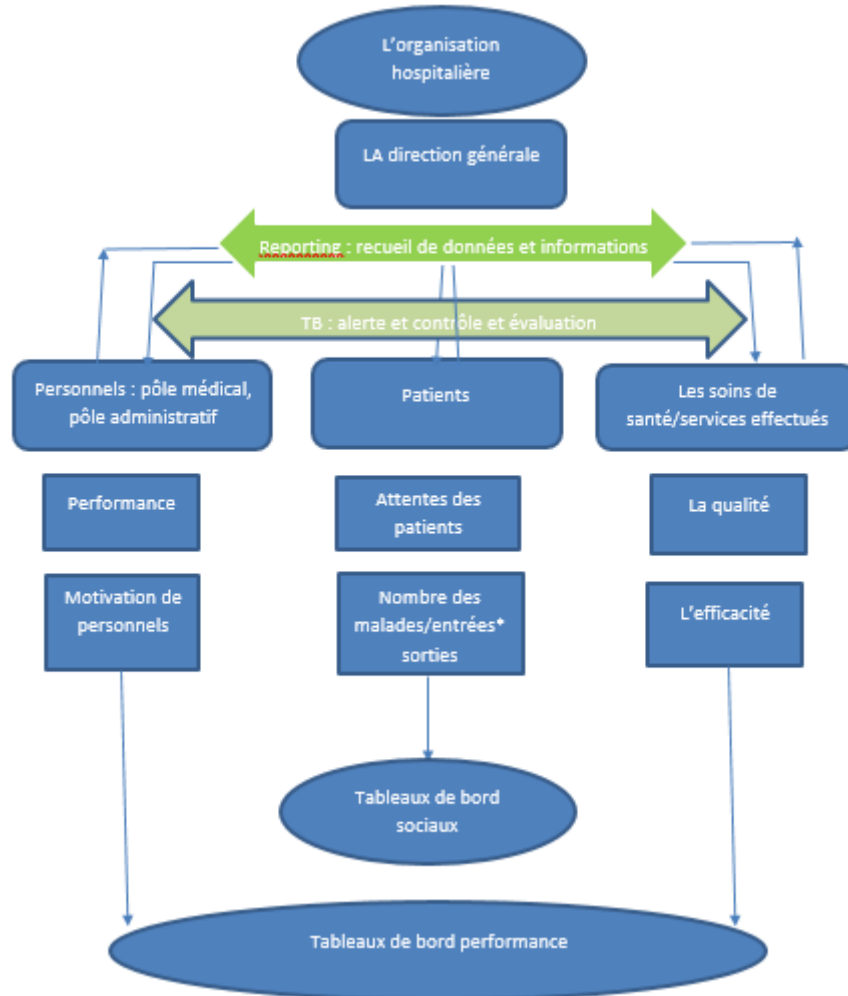 L'organisation
hospitalière
LA direction générale
Reporting : recueil de données et informations
TB : alerte et contrôle et évaluation
Personnels : pôle médical,
pôle administratif
Patients
Les soins de
santé/services effectués
Performance
Attentes des
patients
La qualité
Motivation de
personnels
Nombre des
malades/entrées*
sorties
L'efficacité
Tableaux de bord
sociaux
Tableaux de bord performance